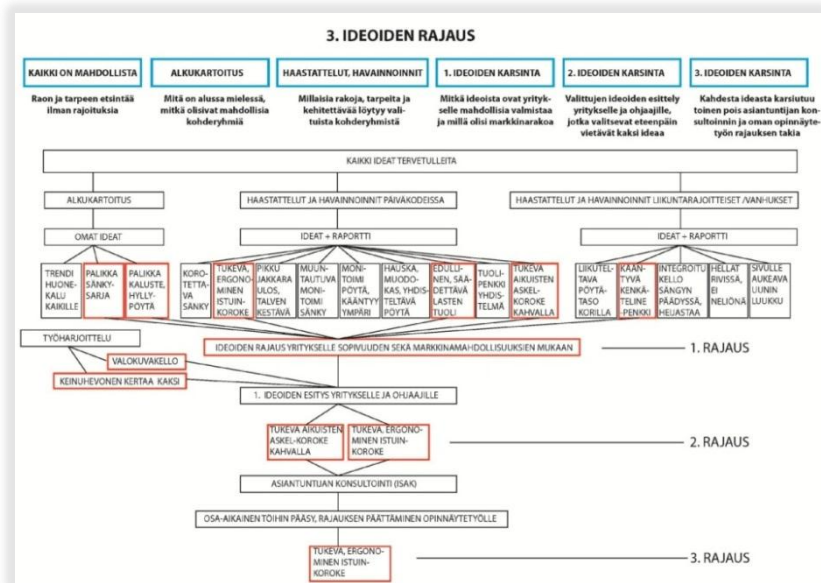 3. IDEOIDEN RAJAUS
KAIKKI ON MAHDOLLISTA
ALKUKARTOITUS
HAASTATTELUT, HAVAINNOINNIT
1. IDEOIDEN KARSINTA
2. IDEOIDEN KARSINTA
3. IDEOIDEN KARSINTA
Raon ja tarpeen etsintää
ilman rajoituksia
Mitä on alussa mielessä,
mitkä olisivat mahdollisia
kohderyhmiä
Millaisia rakoja, tarpeita ja
kehitettävää löytyy vali-
tuista kohderyhmistä
Mitkä ideoista ovat yrityk-
selle mahdollisia valmistaa
ja millä olisi markkinarakoa
Valittujen ideoiden esittely
yritykselle ja ohjaajille,
jotka valitsevat eteenpäin
vietävät kaksi ideaa
Kahdesta ideasta karsiutuu
toinen pois asiantuntijan kon-
sultoinnin ja oman opinnäyte-
työn rajauksen takia
KAIKKI IDEAT TERVETULLEITA
ALKUKARTOITUS
HAASTATTELUT JA HAVAINNOINNIT PÄIVÄKODEISSA
HAASTATTELUT JA HAVAINNOINNIT LIIKUNTARAJOITTEISET /VANHUKSET
OMAT IDEAT
IDEAT + RAPORTTI
IDEAT + RAPORTTI
TRENDI
HUONE-
KALU
KAIKILLE
PALIKKA
SÄNKY-
SARJA
PALIKKA
KALUSTE,
HYLLY-
PÖYTÄ
KORO-
TETTA-
VA
SÄNKY
TUKEVA,
ERGONO-
MINEN
ISTUIN-
KOROKE
PIKKU
JAKKARA
ULOS,
TALVEN
KESTÄVÄ
MUUN-
TAUTUVA
MONI-
TOIMI
SÄNKY
MONI-
TOIMI
PÖYTÄ,
KÄÄNTYY
YMPÄRI
HAUSKA,
MUODO-
KAS, YHDIS-
TELTÄVÄ
PÖYTÄ
EDULLI-
NEN, SÄÄ-
DETTÄVÄ
LASTEN
TUOLI
TUOLI-
PENKKI
YHDIS-
TELMÄ
TUKEVA
AIKUISTEN
ASKEL-
KOROKE
KAHVALLA
LIIKUTEL-
TAVA
PÖYTÄ-
TASO
KORILLA
KÄÄN-
TYVÄ
KENKÄ-
TELINE
-PENKKI
INTEGROITU
KELLO
SÄNGYN
PÄÄDYSSÄ,
HEIJASTAA
HELLAT
RIVISSÄ,
EI
NELIÖNÄ
SIVULLE
AUKEAVA
UUNIN
LUUKKU
TYÖHARJOITTELU
IDEOIDEN RAJAUS YRITYKSELLE SOPIVUUDEN SEKÄ MARKKINAMAHDOLLISUUKSIEN MUKAAN
1. RAJAUS
VALOKUVAKELLO
KEINUHEVONEN KERTAA KAKSI
1. IDEOIDEN ESITYS YRITYKSELLE JA OHJAAJILLE
TUKEVA AIKUISTEN
ASKEL-KOROKE
KAHVALLA
TUKEVA, ERGONO-
MINEN ISTUIN-
KOROKE
2. RAJAUS
ASIANTUNTIJAN KONSULTOINTI (ISAK)
OSA-AIKAINEN TÖIHIN PÄÄSY, RAJAUKSEN PÄÄTTÄMINEN OPINNÄYTETYÖLLE
TUKEVA, ERGONO-
MINEN ISTUIN-
KOROKE
3. RAJAUS